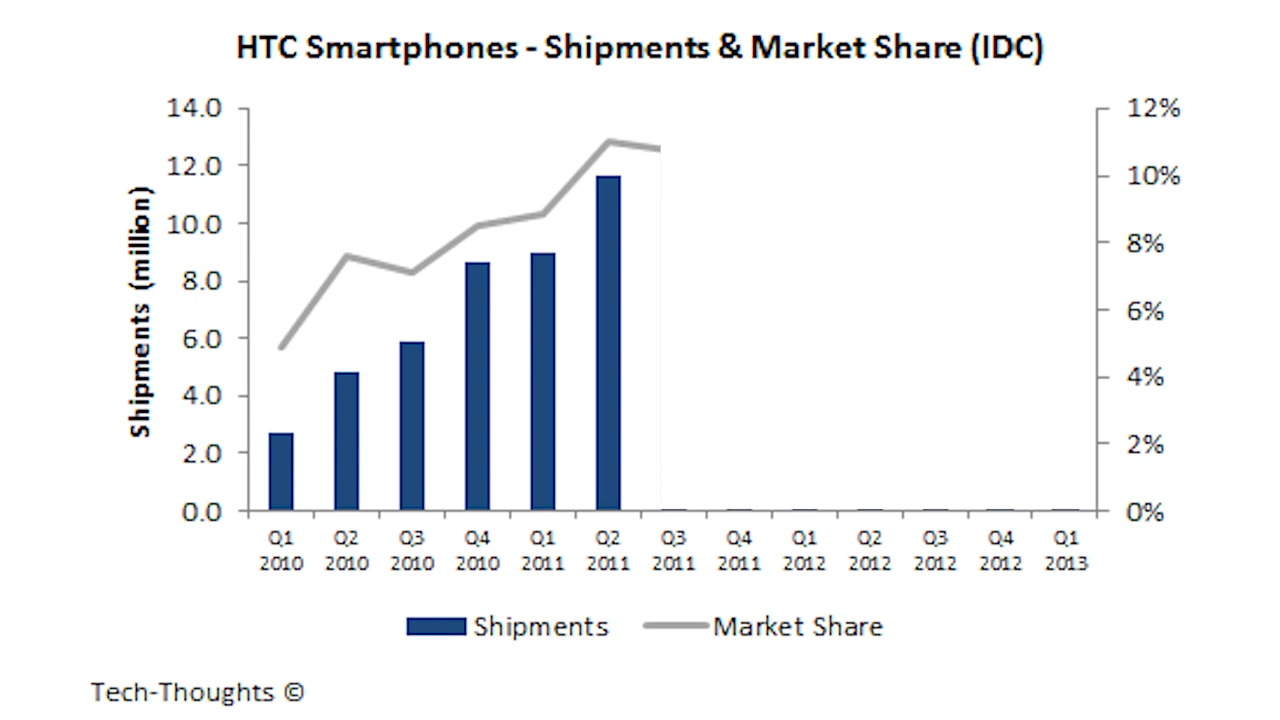 HTC Smartphones - Shipments & Market Share (IDC)
14.0
12.0
10.0
8.0
6.0
4.0
2.0
0.0
Shipments (million)
12%
10%
8%
6%
4%
2%
0%
Q1 Q2 Q3 Q4 Q1 Q2 Q3 Q4 Q1 Q2 Q3 Q4 Q1
2010 2010 2010 2010 2011 2011 2011 2011 2012 2012 2012 2012 2013
Shipments Market Share
Tech-Thoughts ©